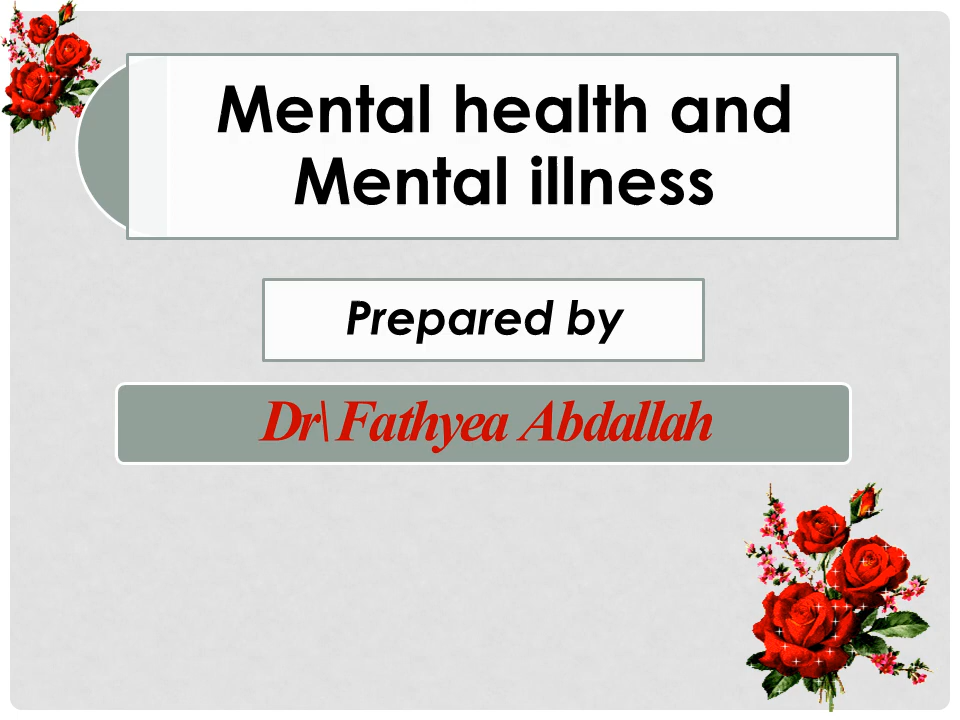 Mental health and
Mental illness
Prepared by
Dr\ Fathyea Abdallah